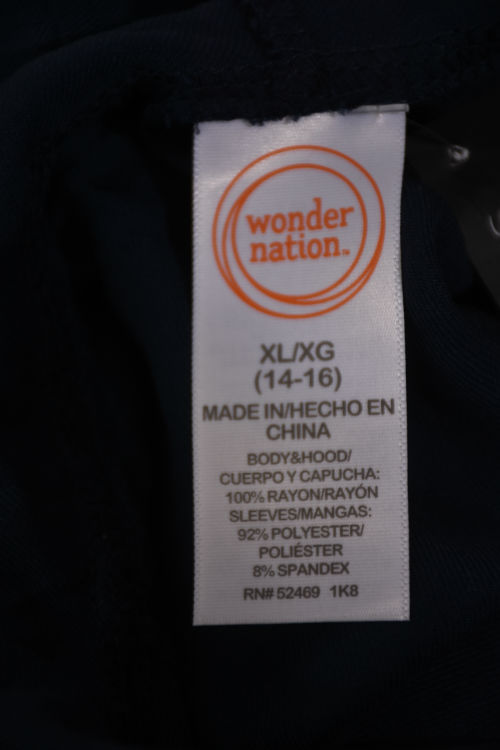 wonder
nation™
XL/XG
(14-16)
MADE IN/HECHO EN
CHINA
BODY&HOOD/
CUERPO Y CAPUCHA:
100% RAYON/RAYÓN
SLEEVES/MANGAS:
92% POLYESTER/
POLIÉSTER
8% SPANDEX
RN# 52469 1K8